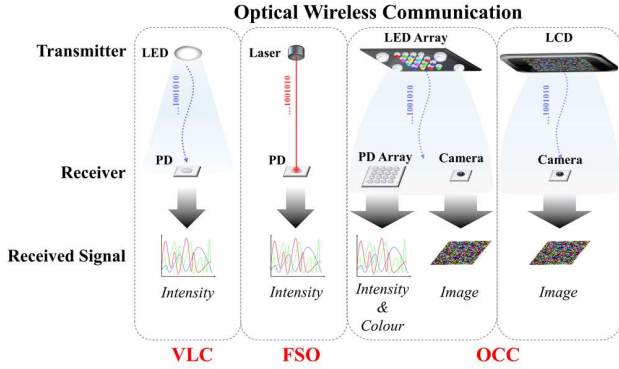 Optical Wireless Communication
Transmitter
LED
Laser
LED Array
LCD
....1001010
....1001010
....1001010
....1001010
Receiver
PD
PD
PD Array
Camera
Camera
Received Signal
Intensity
Intensity
Intensity
&
Colour
Image
Image
VLC
FSO
OCC